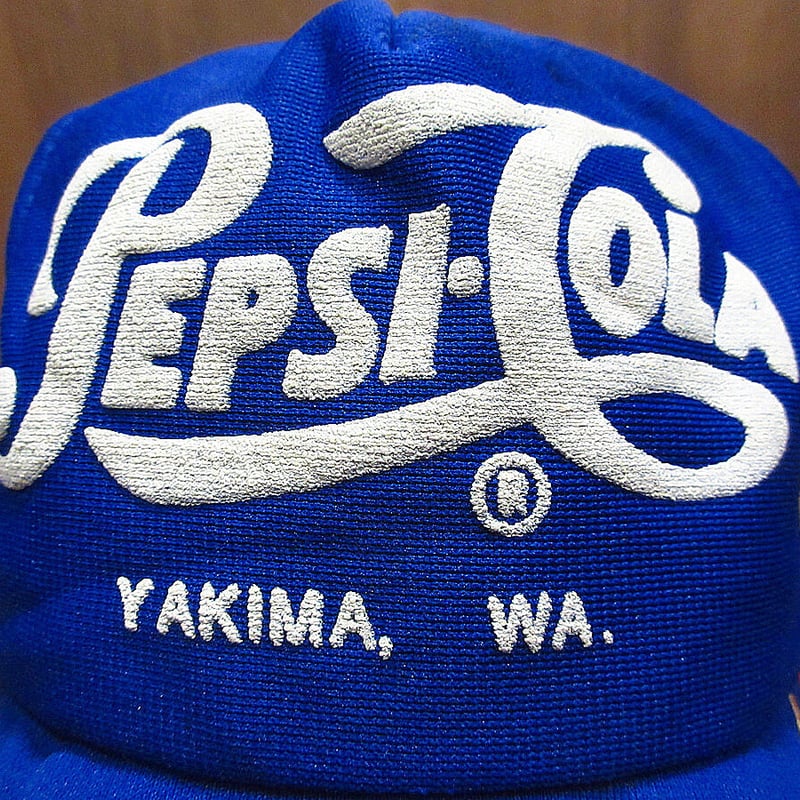 PEPSI·COLA
®
YAKIMA, WA.